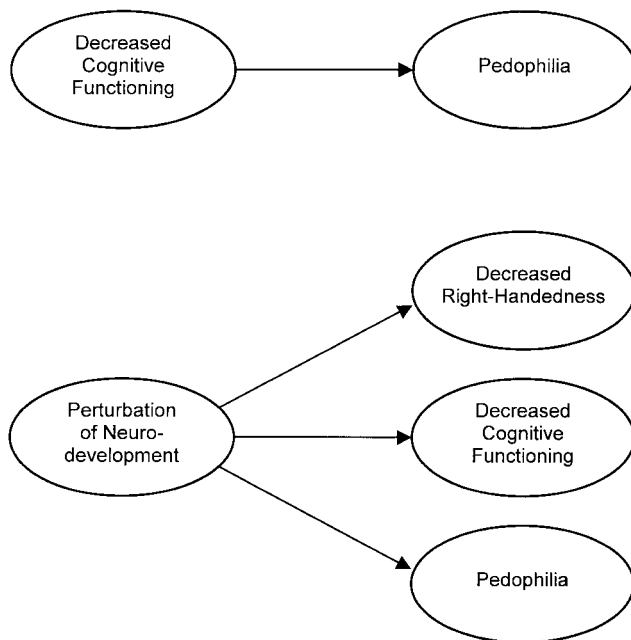 Decreased
Cognitive
Functioning
Pedophilia
Decreased
Right-Handedness
Perturbation
of Neuro-
development
Decreased
Cognitive
Functioning
Pedophilia